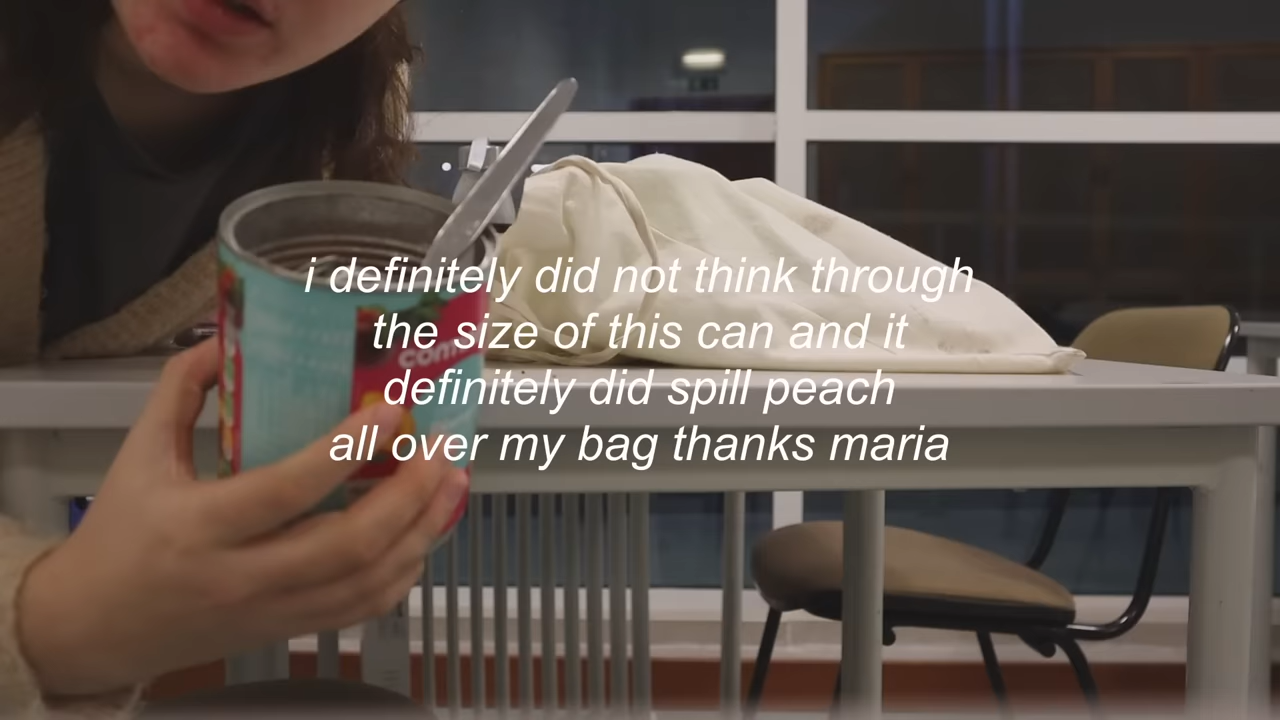 i definitely did not think through
the size of this can and it
definitely did spill peach
all over my bag thanks maria